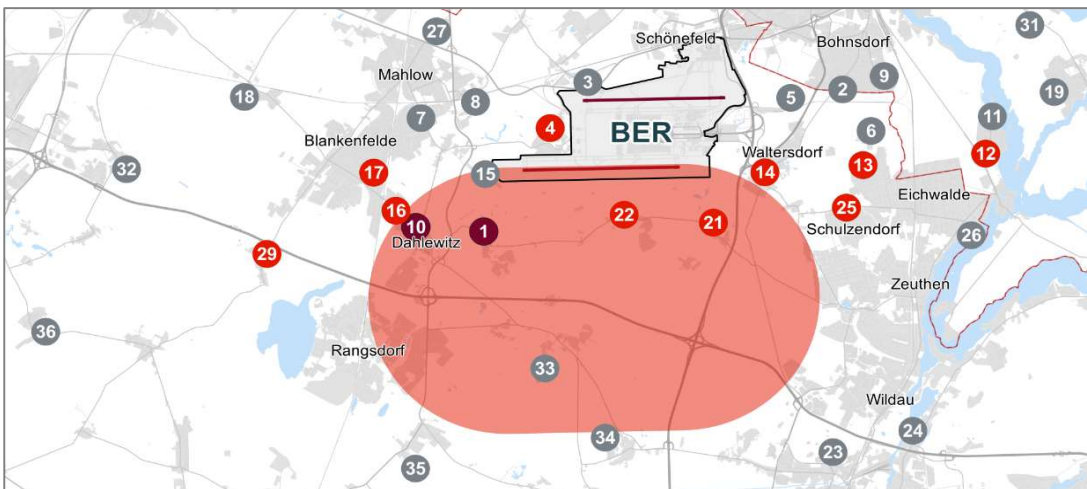 31
27
Schönefeld
Bohnsdorf
Mahlow
9
3
2
18
8
5
19
7
11
4
BER
6
Blankenfelde
Waltersdorf
12
32
17
15
14
13
Eichwalde
16
22
21
25
10
1
Schulzendorf
26
Dahlewitz
29
Zeuthen
36
Rangsdorf
33
Wildau
34
24
35
23